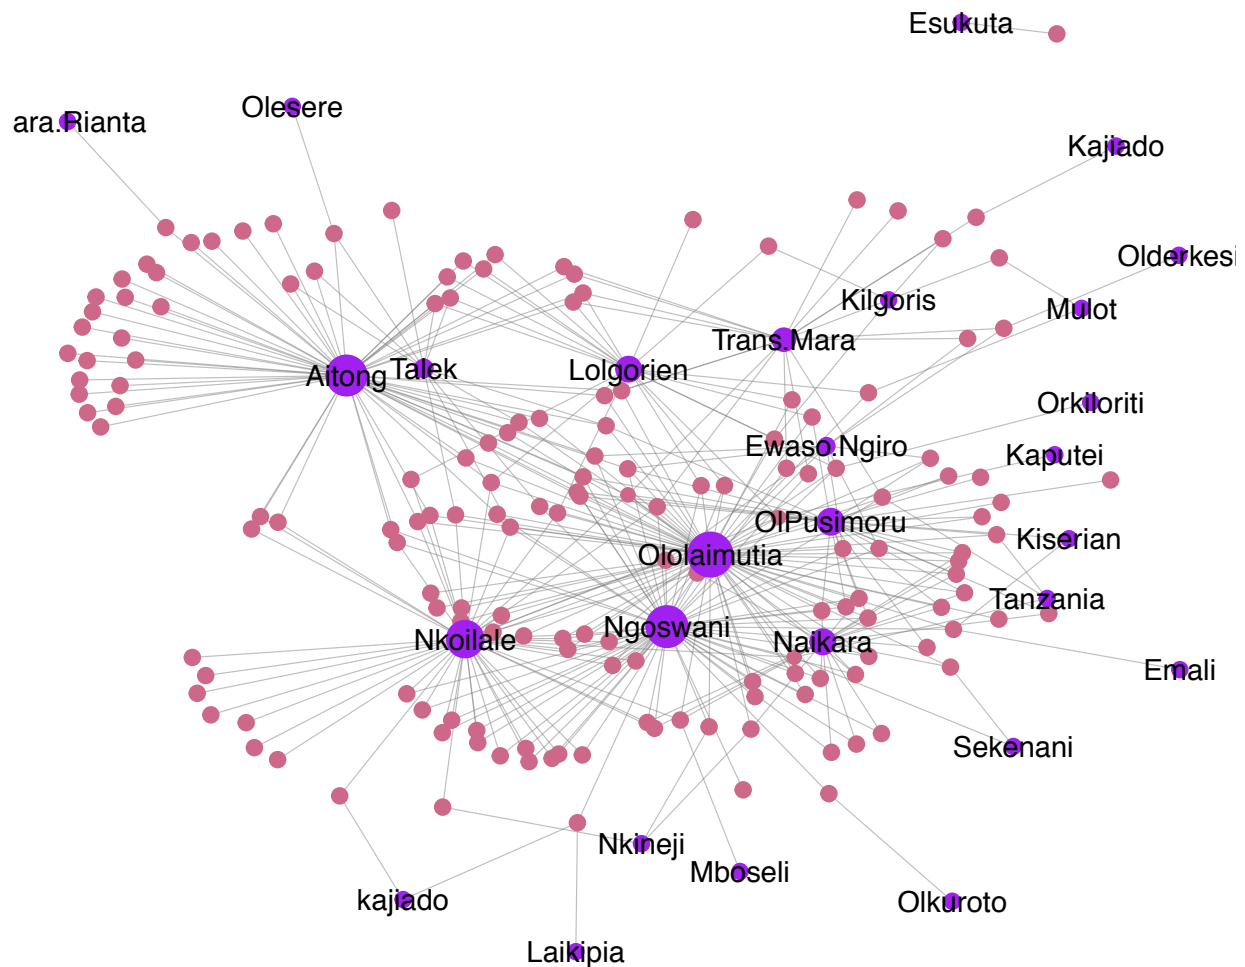 Esukuta
Olesere
ara.Rianta
Kajiado
Olderkesi
Kilgoris
Mulot
Trans.Mara
Aitong
Talek
Lolgorien
Orkiloriti
Ewaso.Ngiro
Kaputei
OlPusimoru
Kiserian
Ololaimutia
Tanzania
Ngoswani
Nkoilale
Naikara
Emali
Sekenani
Nkineji
Mboseli
kajiado
Olkuroto
Laikipia